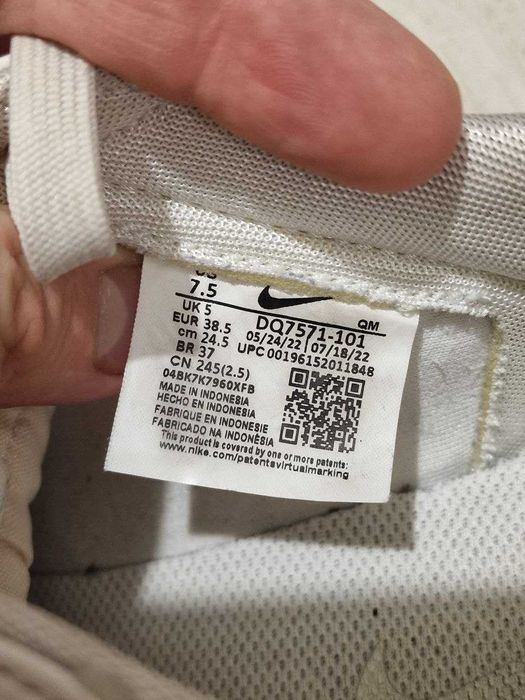 US
7.5
UK 5
EUR 38.5
cm 24.5
BR 37
CN 245(2.5)
DQ7571-101 QM
05/24/22 07/18/22
UPC 00196152011848
04BK7K7960XFB
MADE IN INDONESIA
HECHO EN INDONESIA
FABRIQUE EN INDONESIE
FABRICADO NA INDONÉSIA
This product is covered by one or more patents:
www.nike.com/patentsvirtualmarking